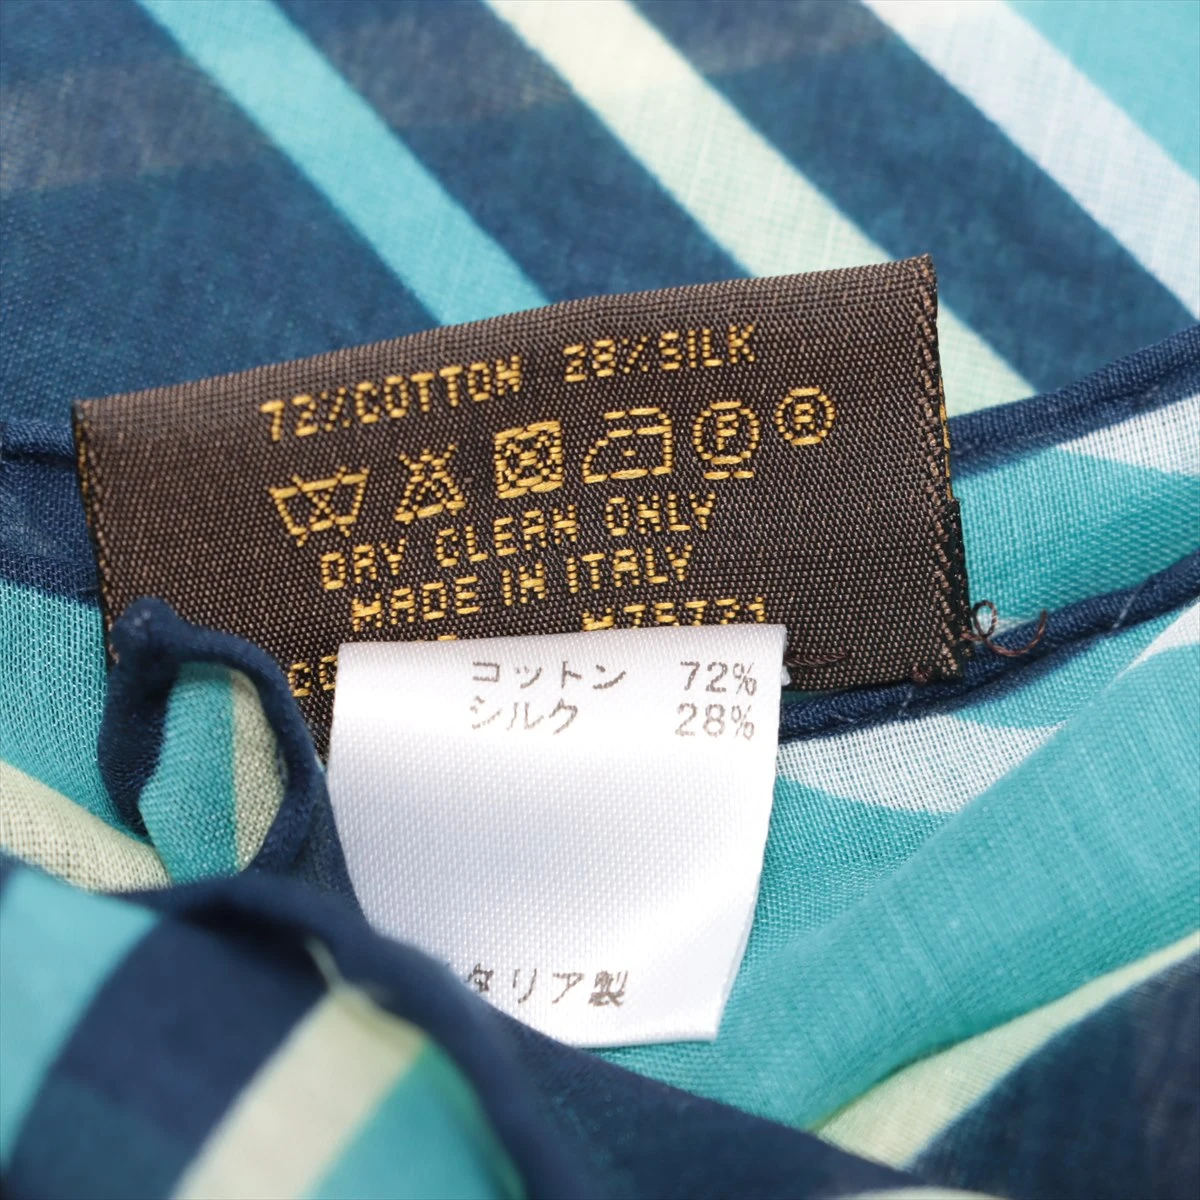 72%COTTON 28%SILK
P R
DRY CLEAN ONLY
MADE IN ITALY
M75721
コットン 72%
シルク 28%
タリア製